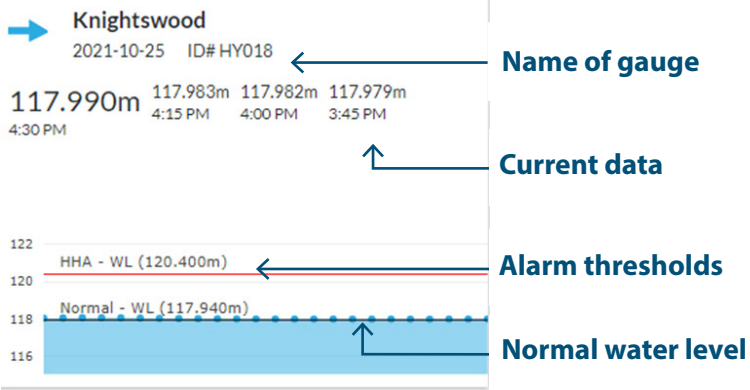 Knightswood
2021-10-25 ID# HY018
Name of gauge
117.990m 117.983m 117.982m 117.979m
4:30 PM 4:15 PM 4:00 PM 3:45 PM
Current data
122
HHA - WL (120.400m)
Alarm thresholds
120
Normal - WL (117.940m)
118
Normal water level
116